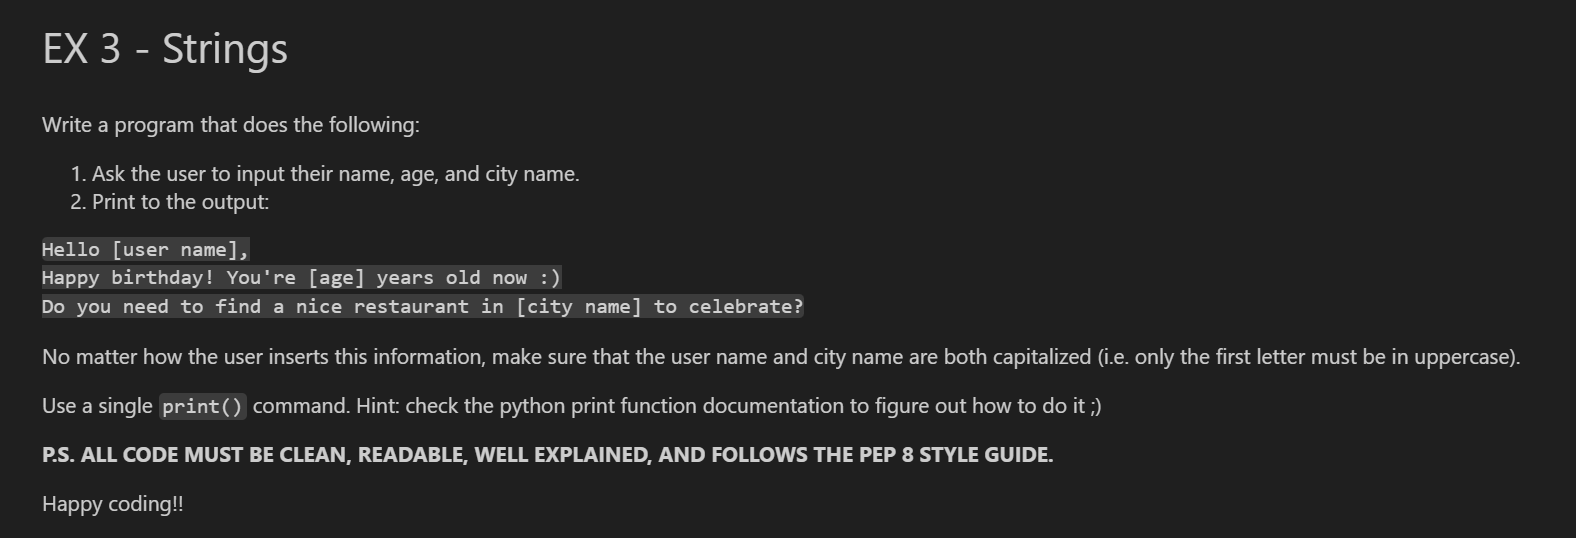 EX 3 - Strings
Write a program that does the following:
1. Ask the user to input their name, age, and city name.
2. Print to the output:
Hello [user name],
Happy birthday! You're [age] years old now :)
Do you need to find a nice restaurant in [city name] to celebrate?
No matter how the user inserts this information, make sure that the user name and city name are both capitalized (i.e. only the first letter must be in uppercase).
Use a single print() command. Hint: check the python print function documentation to figure out how to do it ;)
P.S. ALL CODE MUST BE CLEAN, READABLE, WELL EXPLAINED, AND FOLLOWS THE PEP 8 STYLE GUIDE.
Happy coding!!